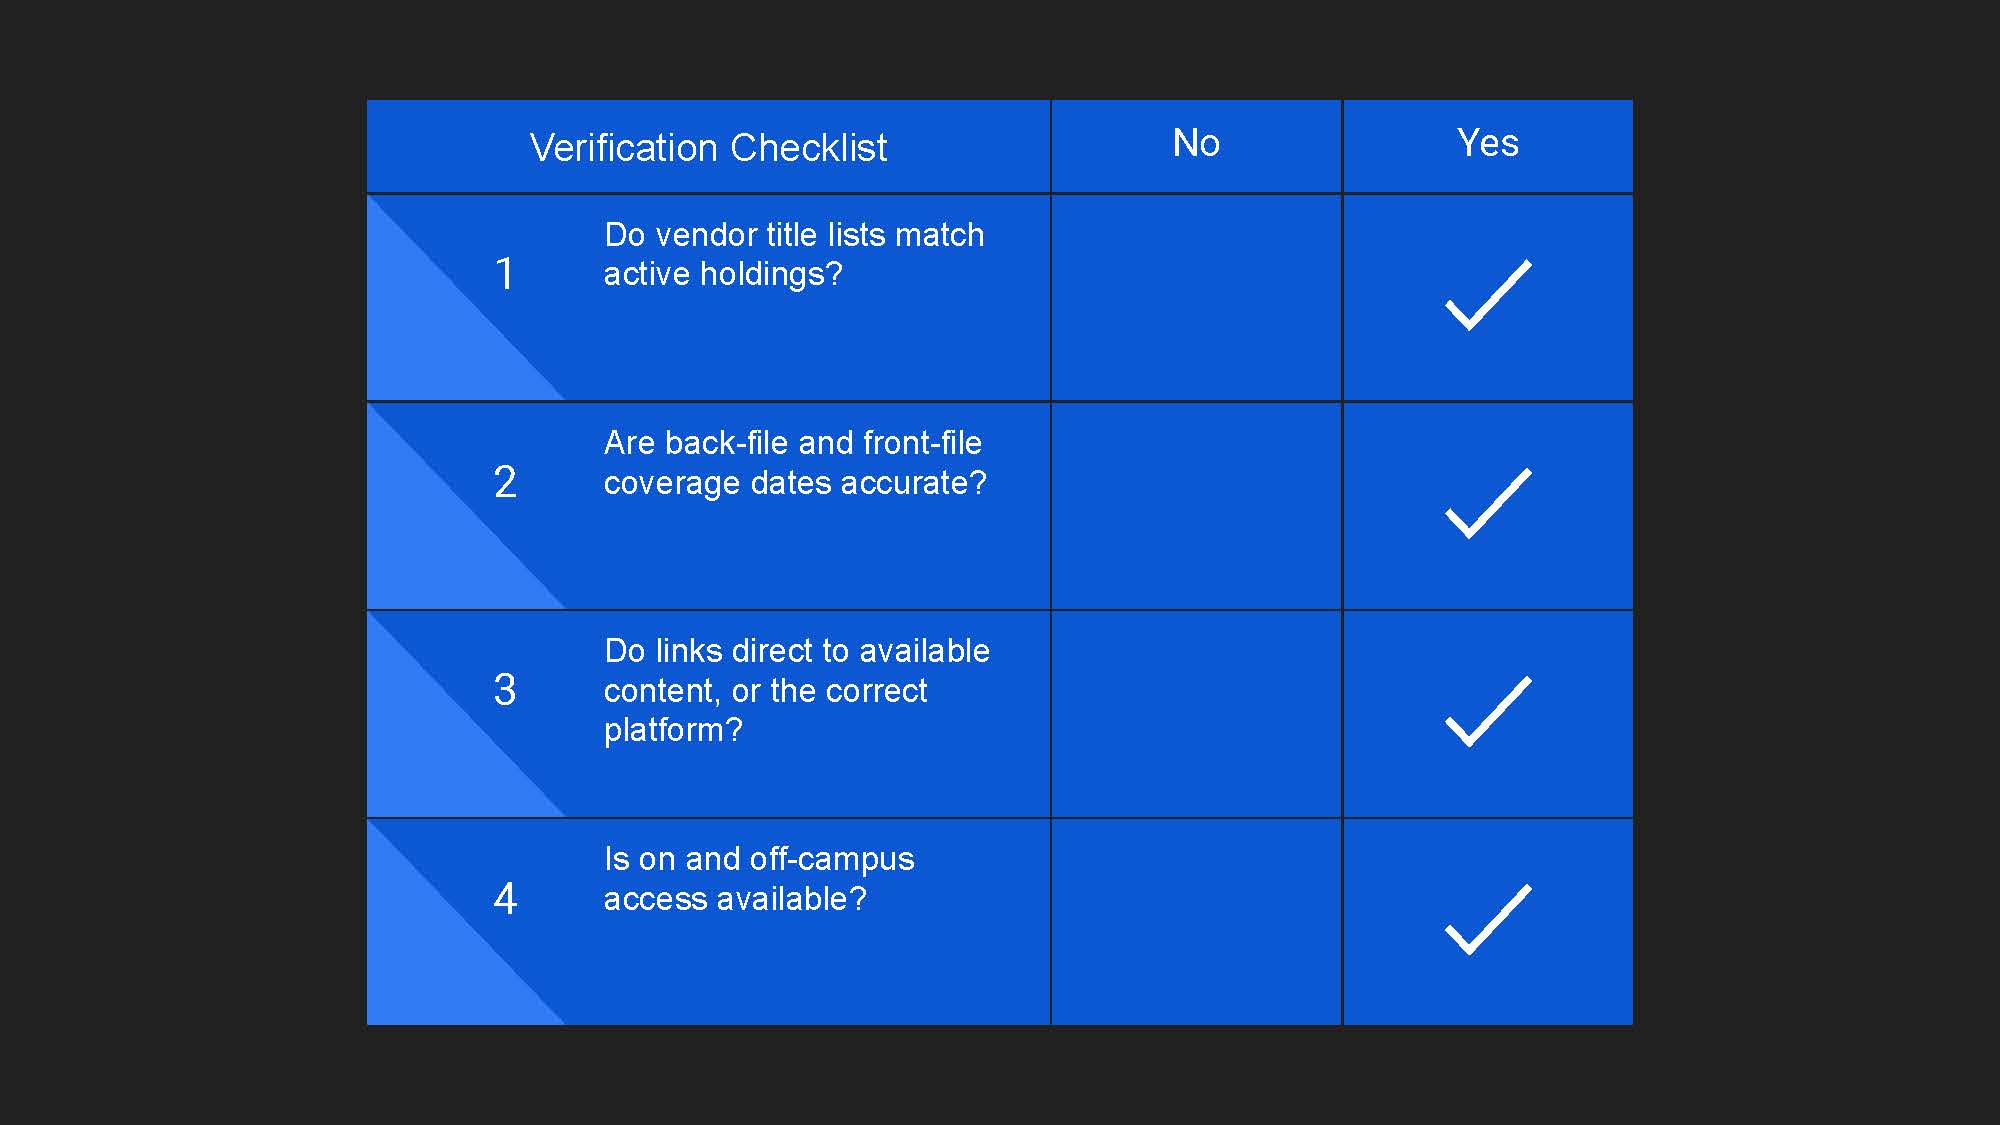 Verification Checklist
No
Yes
1
Do vendor title lists match
active holdings?
2
Are back-file and front-file
coverage dates accurate?
3
Do links direct to available
content, or the correct
platform?
4
Is on and off-campus
access available?